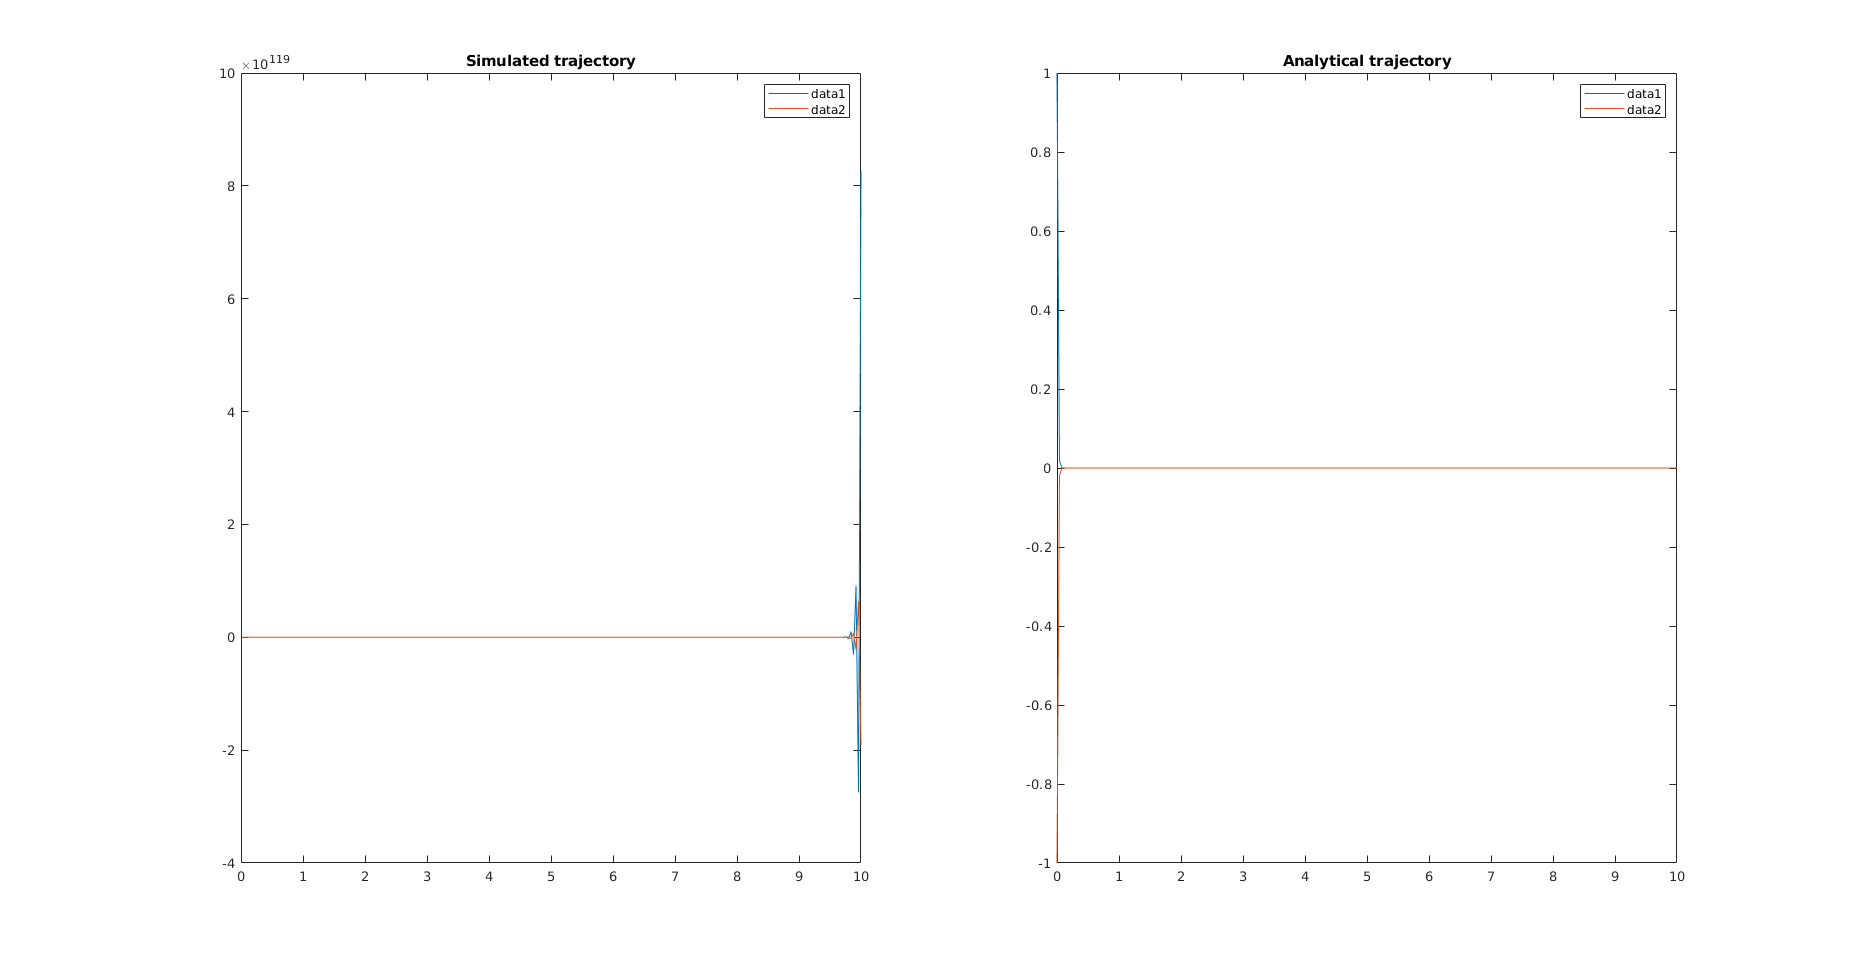 Simulated trajectory
×10^119
10
8
6
4
2
0
-2
-4
0 1 2 3 4 5 6 7 8 9 10
data1
data2
Analytical trajectory
1
0.8
0.6
0.4
0.2
0
-0.2
-0.4
-0.6
-0.8
-1
0 1 2 3 4 5 6 7 8 9 10
data1
data2